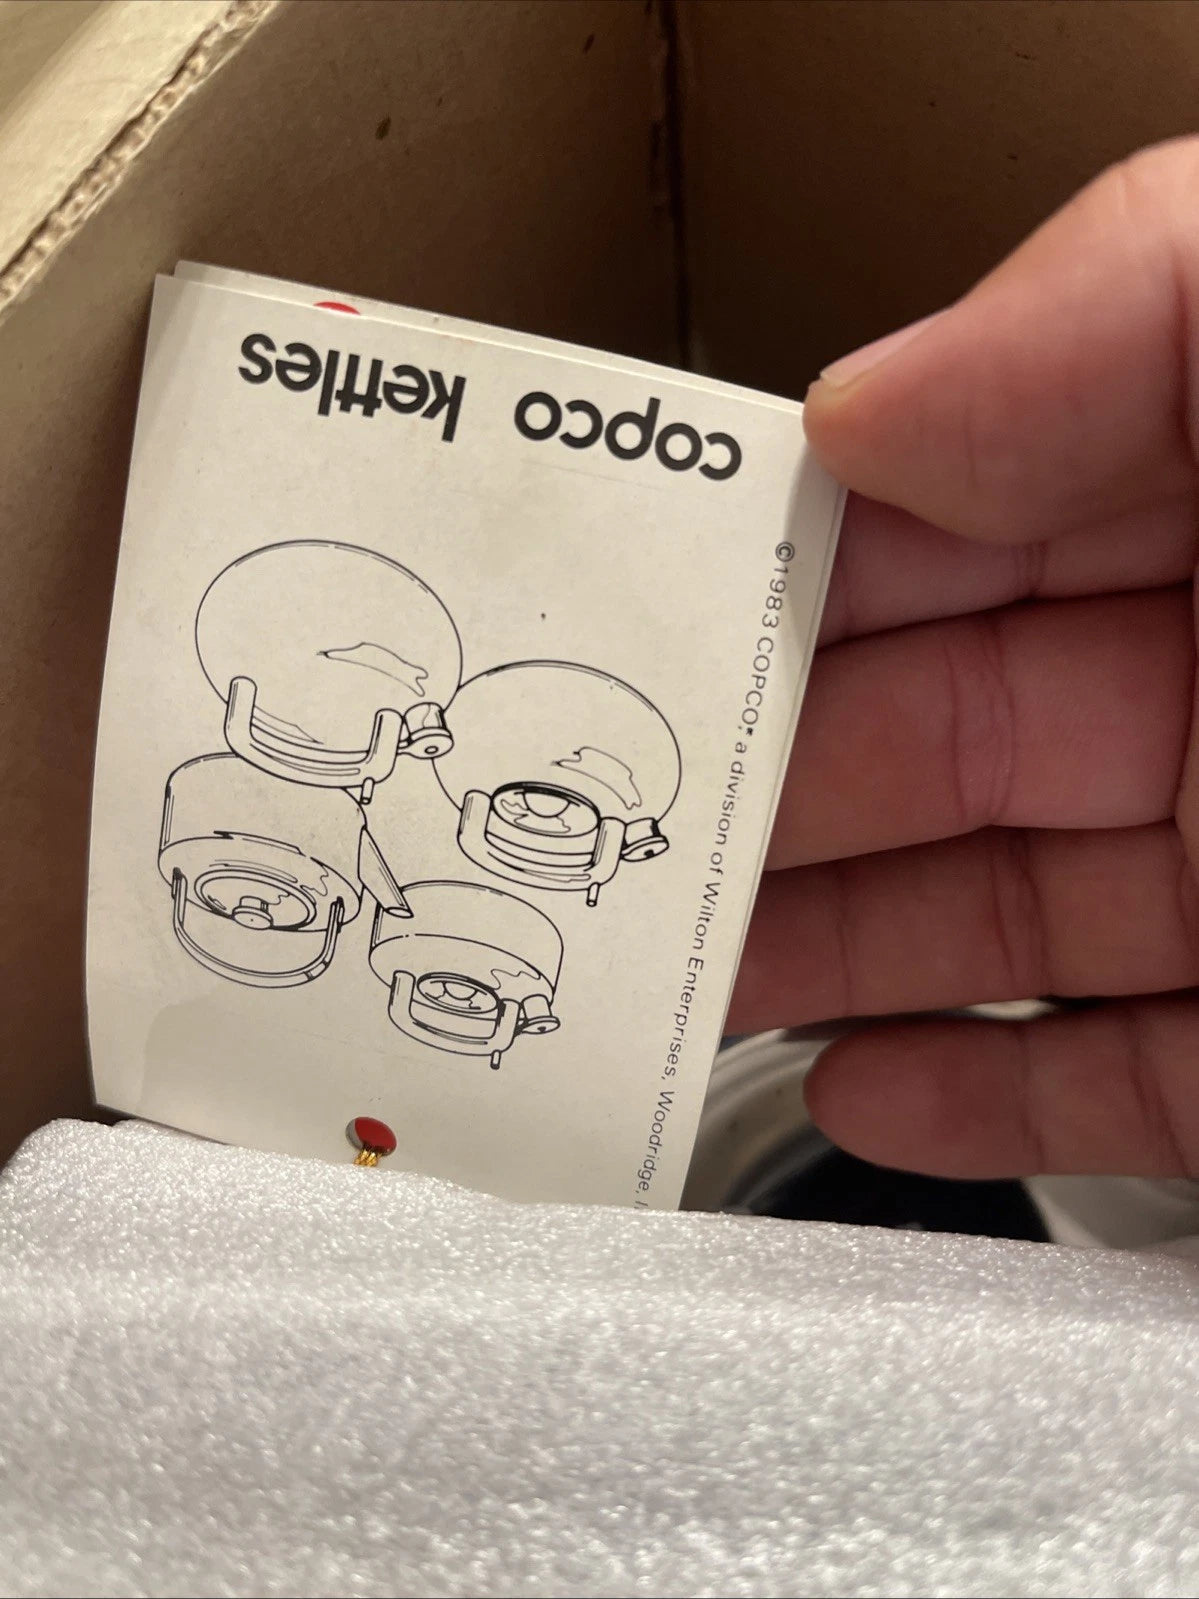 copco kettles
©1983 COPCO,® a division of Wilton Enterprises, Woodridge,